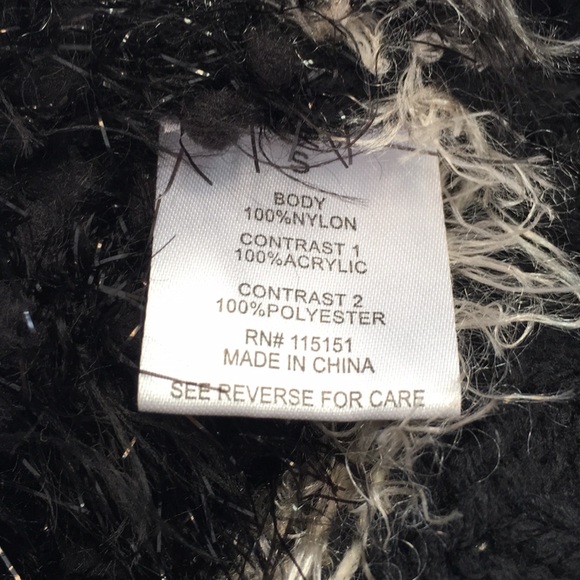 S
BODY
100%NYLON
CONTRAST 1
100%ACRYLIC
CONTRAST 2
100%POLYESTER
RN# 115151
MADE IN CHINA
SEE REVERSE FOR CARE